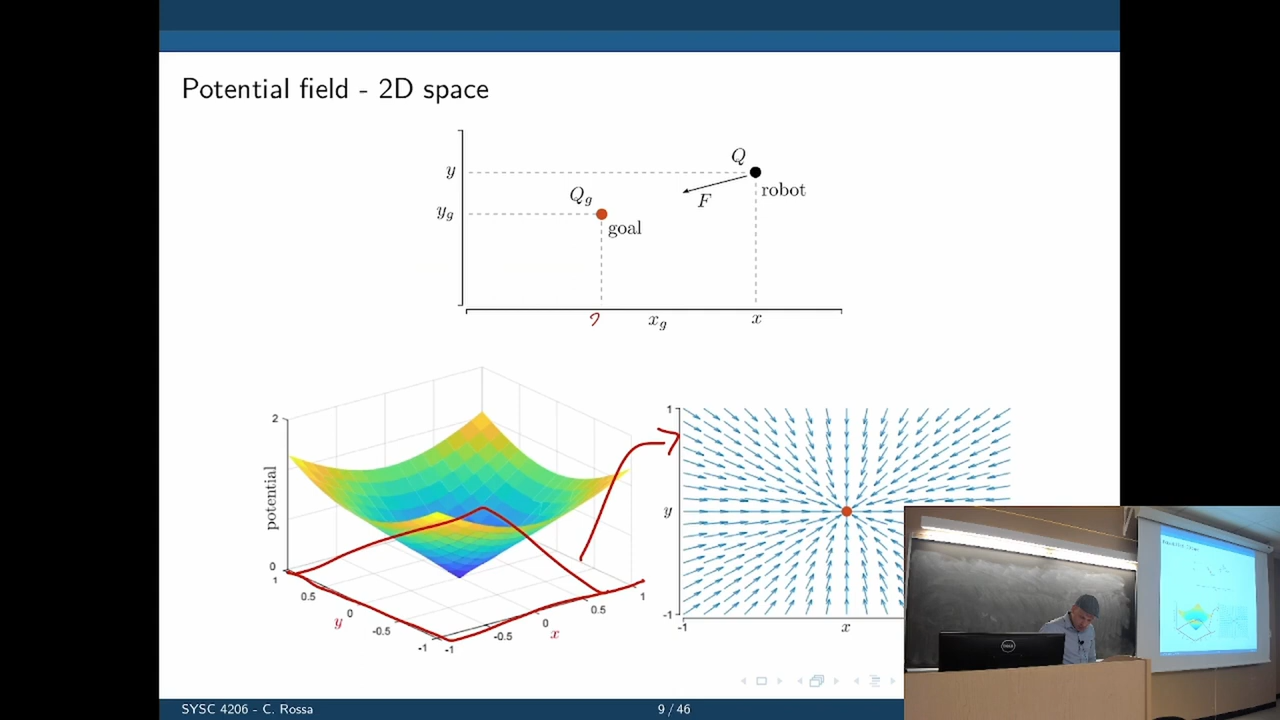 Potential field - 2D space
Q
y
robot
F
Q_g
y_g
goal
x_g
x
2
1
potential
y
0
1
0.5
0
-0.5
-1
y
-1
-0.5
0
0.5
1
x
-1
-1
x
DELL
SYSC 4206 - C. Rossa
9 / 46